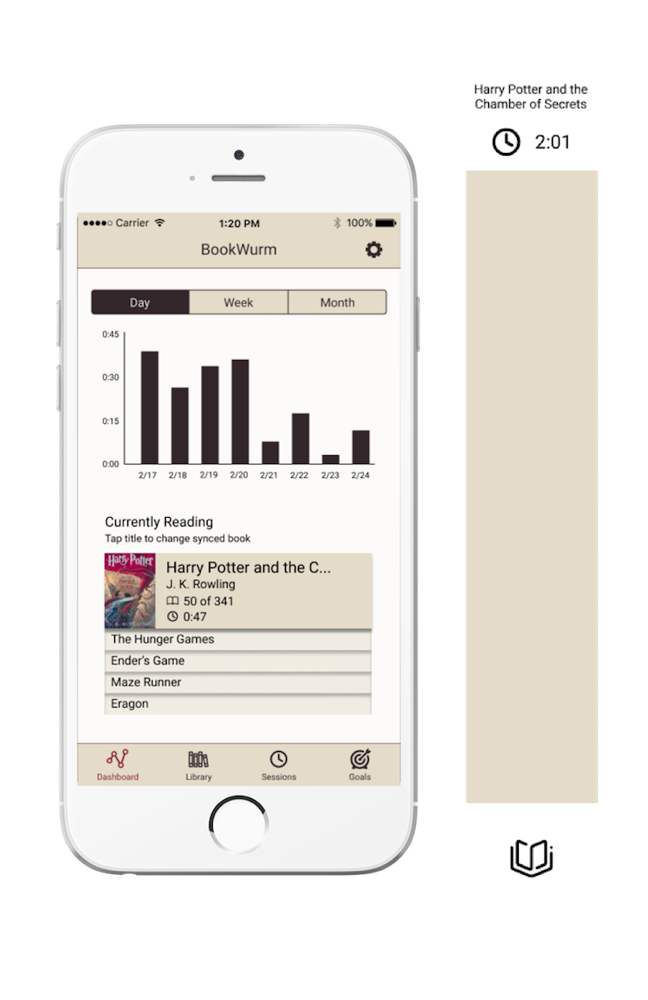 Harry Potter and the
Chamber of Secrets
2:01
Carrier
1:20 PM
100%
BookWurm
Day Week Month
0:45
0:30
0:15
0:00
2/17 2/18 2/19 2/20 2/21 2/22 2/23 2/24
Currently Reading
Tap title to change synced book
Harry Potter
Harry Potter and the C...
J. K. Rowling
50 of 341
0:47
The Hunger Games
Ender's Game
Maze Runner
Eragon
Dashboard Library Sessions Goals